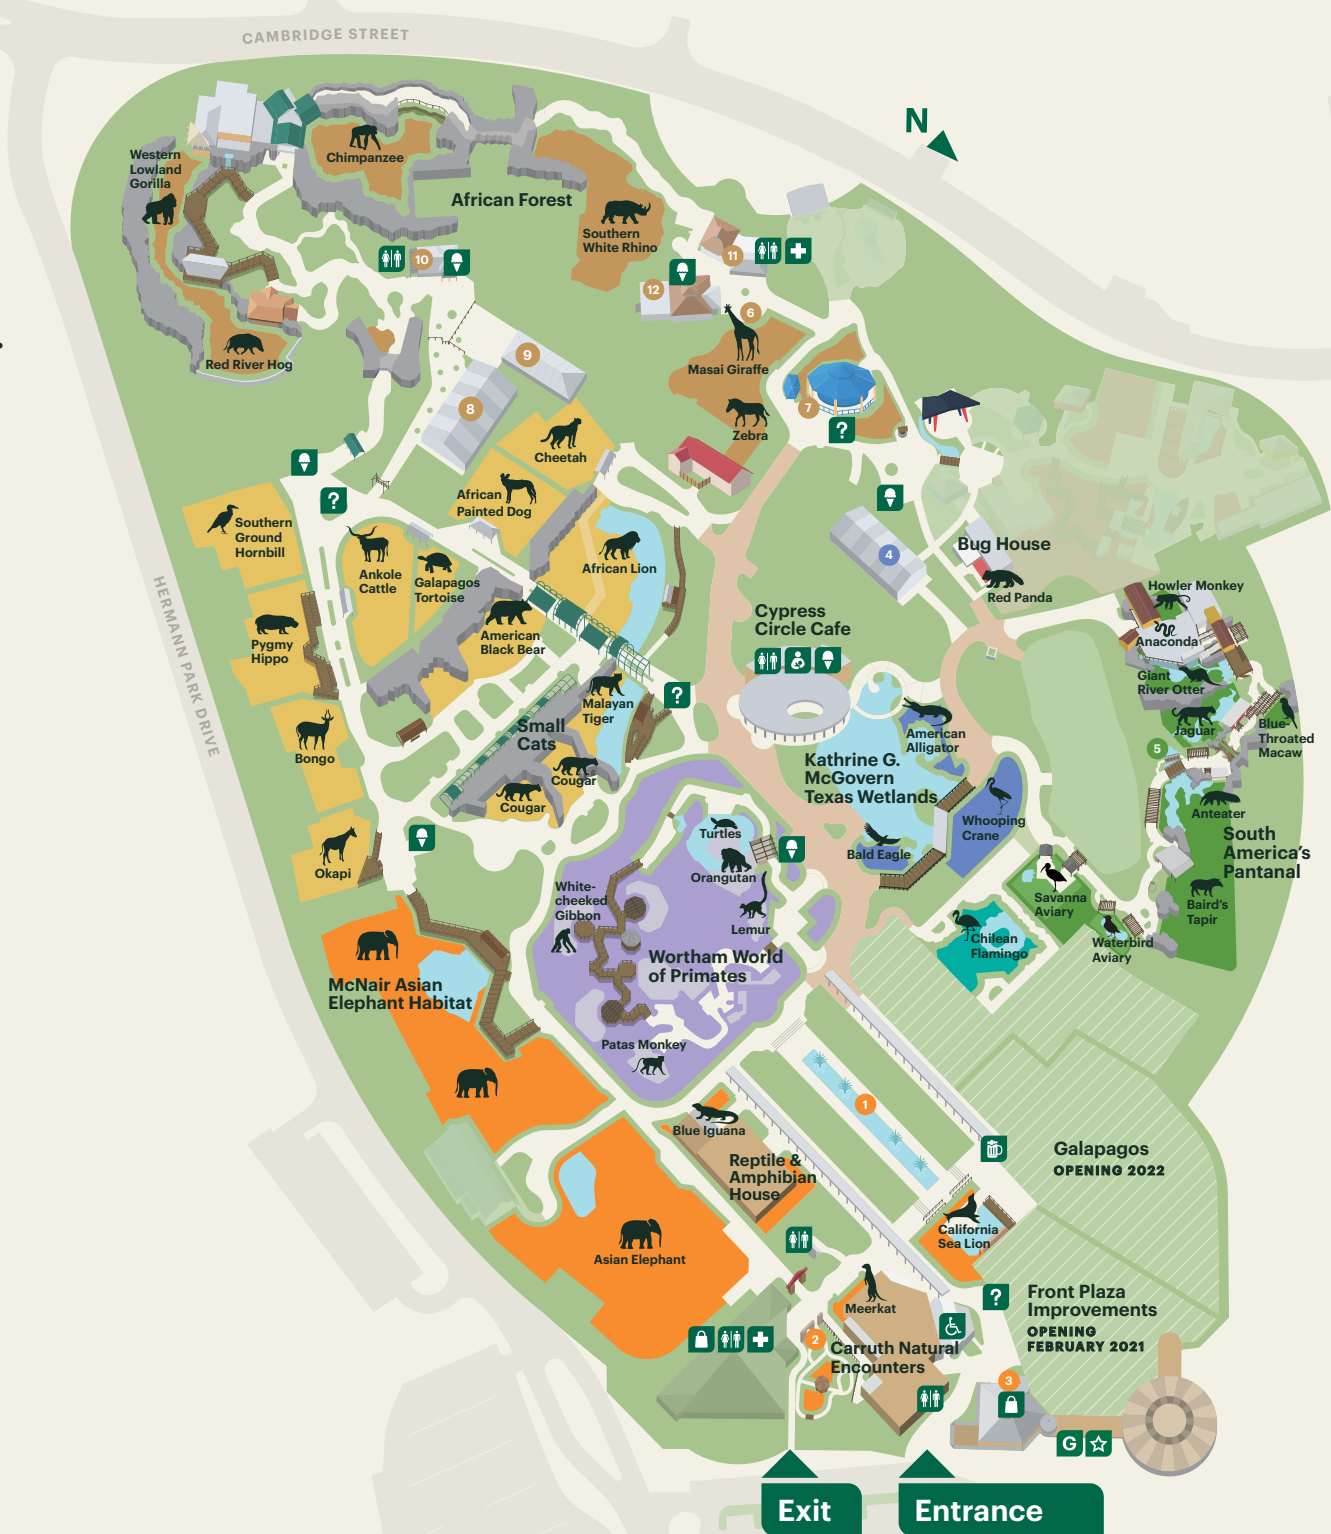 CAMBRIDGE STREET
N
Western
Lowland
Gorilla
Chimpanzee
African Forest
Southern
White Rhino
10
11
12
6
Red River Hog
Masai Giraffe
9
8
7
Zebra
?
Cheetah
African
Painted Dog
?
Southern
Ground
Hornbill
Ankole
Cattle
Galapagos
Tortoise
African Lion
4
Bug House
Red Panda
Howler Monkey
Anaconda
Giant
River Otter
Jaguar
Blue-
Throated
Macaw
5
Anteater
South
America's
Pantanal
Baird's
Tapir
HERMANN PARK DRIVE
Pygmy
Hippo
American
Black Bear
Cypress
Circle Cafe
Malayan
Tiger
?
Small
Cats
Cougar
Cougar
Bongo
American
Alligator
Kathrine G.
McGovern
Texas Wetlands
Whooping
Crane
Bald Eagle
Okapi
Turtles
Orangutan
White-
cheeked
Gibbon
Lemur
Wortham World
of Primates
Patas Monkey
Savanna
Aviary
Waterbird
Aviary
Chilean
Flamingo
McNair Asian
Elephant Habitat
1
Blue Iguana
Reptile &
Amphibian
House
Galapagos
OPENING 2022
California
Sea Lion
Asian Elephant
Meerkat
?
Front Plaza
Improvements
OPENING
FEBRUARY 2021
2
Carruth Natural
Encounters
3
G
Exit
Entrance